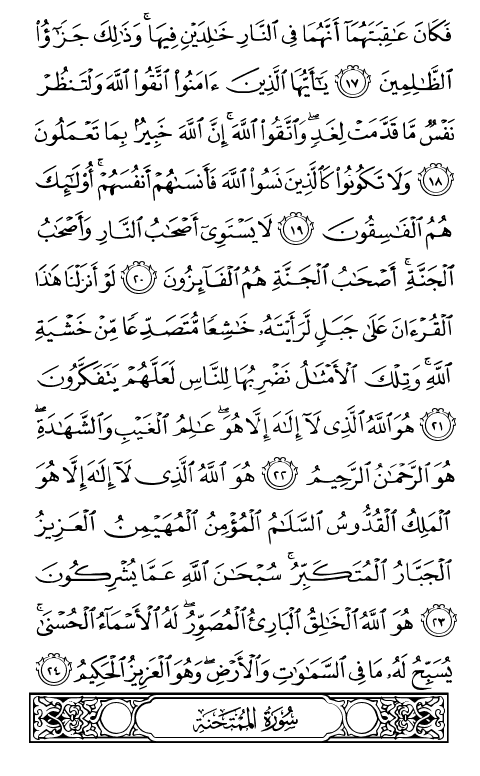 فَكَانَ عَٰقِبَتَهُمَآ أَنَّهُمَا فِى ٱلنَّارِ خَٰلِدَيْنِ فِيهَا ۚ وَذَٰلِكَ جَزَٰٓؤُا۟
ٱلظَّٰلِمِينَ ١٧ يَٰٓأَيُّهَا ٱلَّذِينَ ءَامَنُوا۟ ٱتَّقُوا۟ ٱللَّهَ وَلْتَنظُرْ
نَفْسٌ مَّا قَدَّمَتْ لِغَدٍ ۖ وَٱتَّقُوا۟ ٱللَّهَ ۚ إِنَّ ٱللَّهَ خَبِيرٌۢ بِمَا تَعْمَلُونَ
١٨ وَلَا تَكُونُوا۟ كَٱلَّذِينَ نَسُوا۟ ٱللَّهَ فَأَنسَىٰهُمْ أَنفُسَهُمْ ۚ أُو۟لَٰٓئِكَ
هُمُ ٱلْفَٰسِقُونَ ١٩ لَا يَسْتَوِىٓ أَصْحَٰبُ ٱلنَّارِ وَأَصْحَٰبُ
ٱلْجَنَّةِ ۚ أَصْحَٰبُ ٱلْجَنَّةِ هُمُ ٱلْفَآئِزُونَ ٢٠ لَوْ أَنزَلْنَا هَٰذَا
ٱلْقُرْءَانَ عَلَىٰ جَبَلٍ لَّرَأَيْتَهُۥ خَٰشِعًا مُّتَصَدِّعًا مِّنْ خَشْيَةِ
ٱللَّهِ ۚ وَتِلْكَ ٱلْأَمْثَٰلُ نَضْرِبُهَا لِلنَّاسِ لَعَلَّهُمْ يَتَفَكَّرُونَ
٢١ هُوَ ٱللَّهُ ٱلَّذِى لَآ إِلَٰهَ إِلَّا هُوَ ۖ عَٰلِمُ ٱلْغَيْبِ وَٱلشَّهَٰدَةِ ۖ
هُوَ ٱلرَّحْمَٰنُ ٱلرَّحِيمُ ٢٢ هُوَ ٱللَّهُ ٱلَّذِى لَآ إِلَٰهَ إِلَّا هُوَ
ٱلْمَلِكُ ٱلْقُدُّوسُ ٱلسَّلَٰمُ ٱلْمُؤْمِنُ ٱلْمُهَيْمِنُ ٱلْعَزِيزُ
ٱلْجَبَّارُ ٱلْمُتَكَبِّرُ ۚ سُبْحَٰنَ ٱللَّهِ عَمَّا يُشْرِكُونَ
٢٣ هُوَ ٱللَّهُ ٱلْخَٰلِقُ ٱلْبَارِئُ ٱلْمُصَوِّرُ ۖ لَهُ ٱلْأَسْمَآءُ ٱلْحُسْنَىٰ ۚ
يُسَبِّحُ لَهُۥ مَا فِى ٱلسَّمَٰوَٰتِ وَٱلْأَرْضِ ۖ وَهُوَ ٱلْعَزِيزُ ٱلْحَكِيمُ ٢٤
سُورَةُ المُمْتَحنَةِ